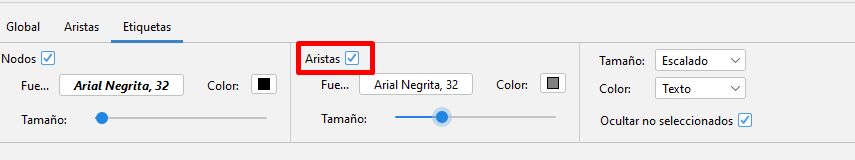 Global Aristas Etiquetas
Nodos
Fue... Arial Negrita, 32 Color:
Tamaño:
Aristas
Fue... Arial Negrita, 32 Color:
Tamaño:
Tamaño: Escalado
Color: Texto
Ocultar no seleccionados